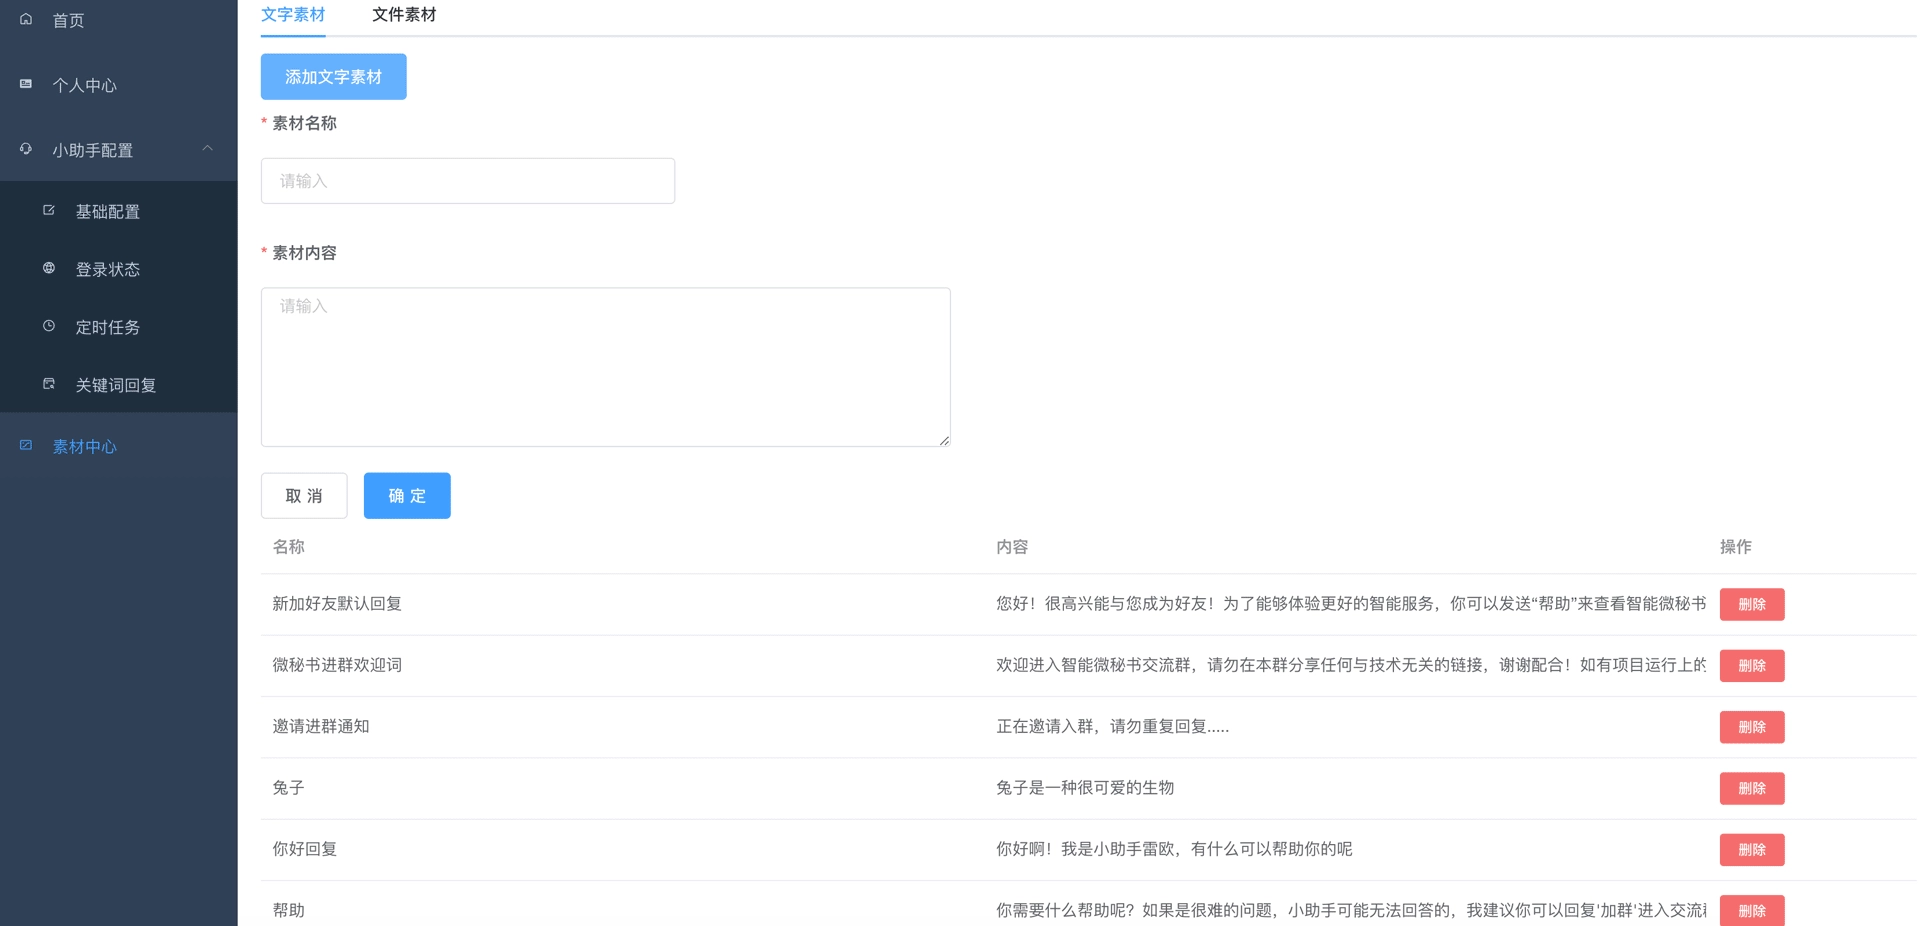 首页
个人中心
小助手配置
基础配置
登录状态
定时任务
关键词回复
素材中心
文字素材 文件素材
添加文字素材
* 素材名称
请输入
* 素材内容
请输入
取 消 确 定
名称 内容 操作
新加好友默认回复 您好！很高兴能与您成为好友！为了能够体验更好的智能服务，你可以发送“帮助”来查看智能微秘书 删除
微秘书进群欢迎词 欢迎进入智能微秘书交流群，请勿在本群分享任何与技术无关的链接，谢谢配合！如有项目运行上的 删除
邀请进群通知 正在邀请入群，请勿重复回复..... 删除
兔子 兔子是一种很可爱的生物 删除
你好回复 你好啊！我是小助手雷欧，有什么可以帮助你的呢 删除
帮助 你需要什么帮助呢？如果是很难的问题，小助手可能无法回答的，我建议你可以回复'加群'进入交流 删除